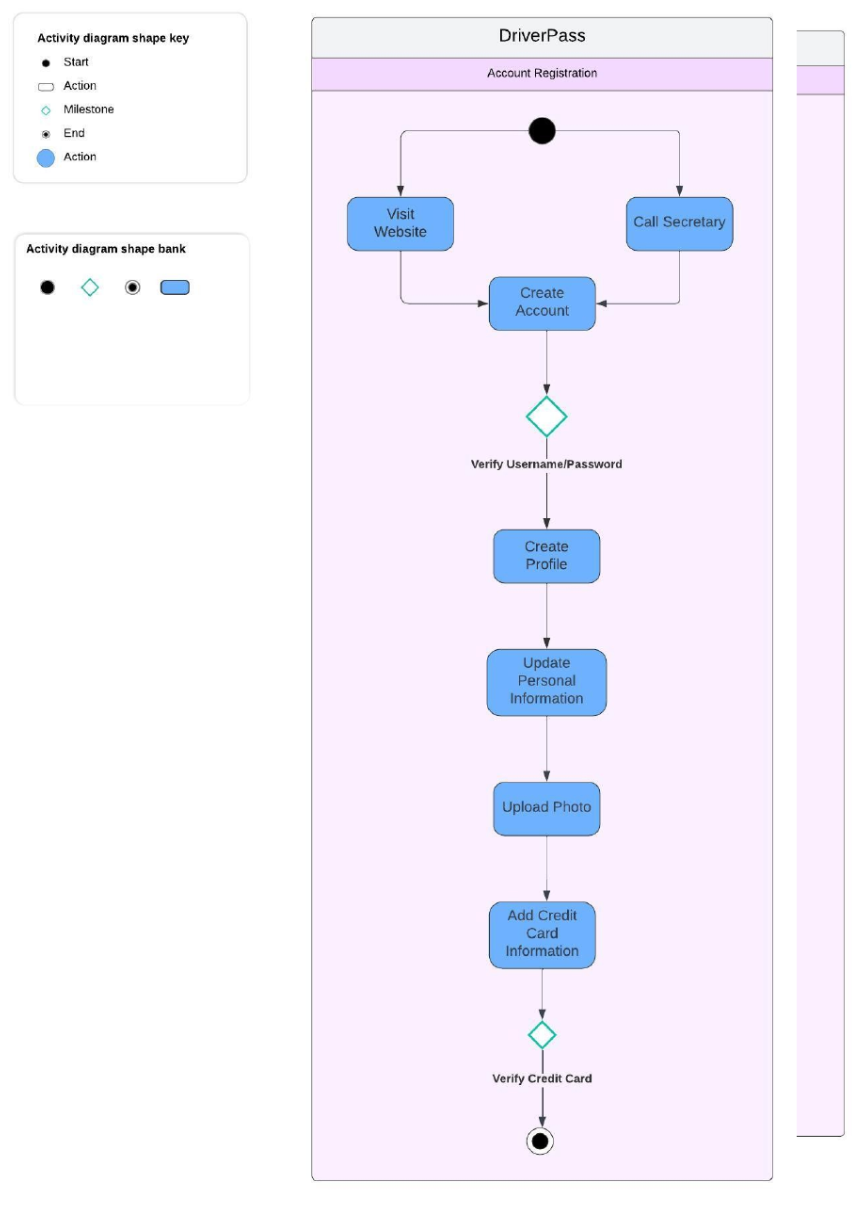 Activity diagram shape key
Start
Action
Milestone
End
Action
Activity diagram shape bank
DriverPass
Account Registration
Visit
Website
Call Secretary
Create
Account
Verify Username/Password
Create
Profile
Update
Personal
Information
Upload Photo
Add Credit
Card
Information
Verify Credit Card